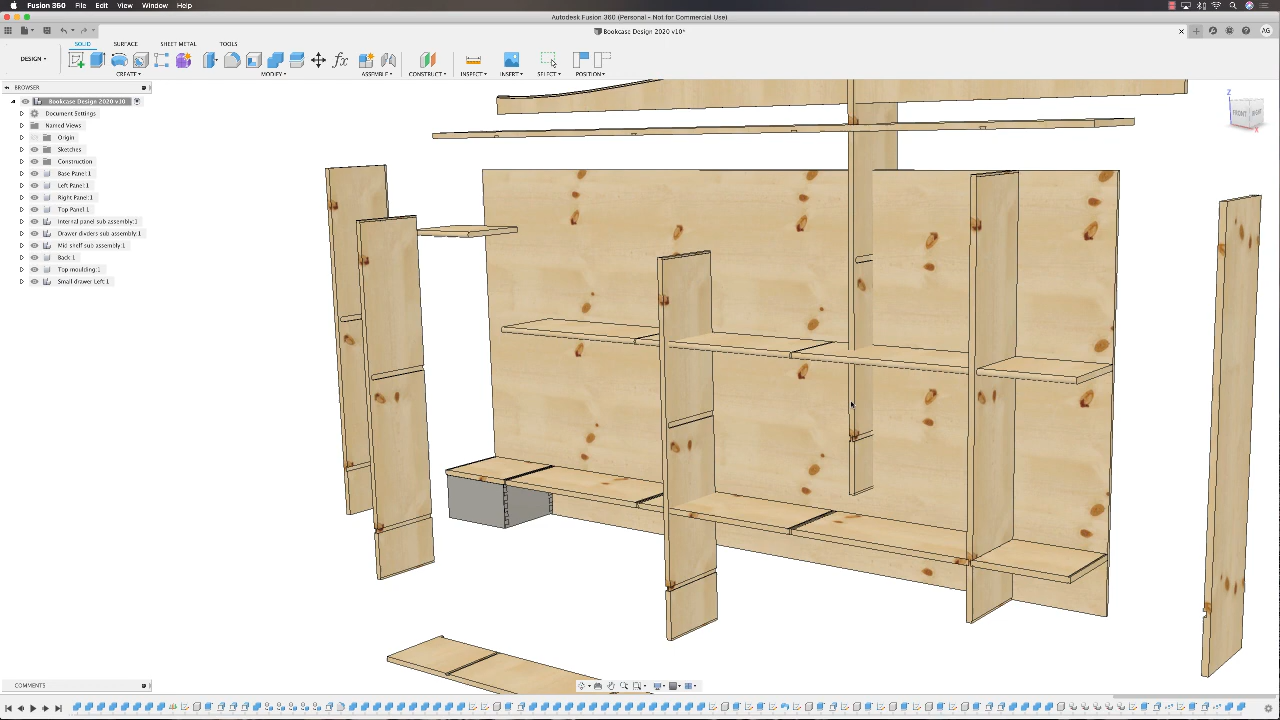 Fusion 360 File Edit View Window Help
Autodesk Fusion 360 (Personal - Not for Commercial Use)
Bookcase Design 2020 v10*
AG
SOLID SURFACE SHEET METAL TOOLS
DESIGN
CREATE MODIFY ASSEMBLE CONSTRUCT INSPECT INSERT SELECT POSITION
BROWSER
Bookcase Design 2020 v10
Document Settings
Named Views
Origin
Sketches
Construction
Base Panel:1
Left Panel:1
Right Panel:1
Top Panel:1
Internal panel sub assembly:1
Drawer dividers sub assembly:1
Mid shelf sub assembly:1
Back:1
Top moulding:1
Small drawer Left:1
Z
FRONT RIGHT
X
COMMENTS